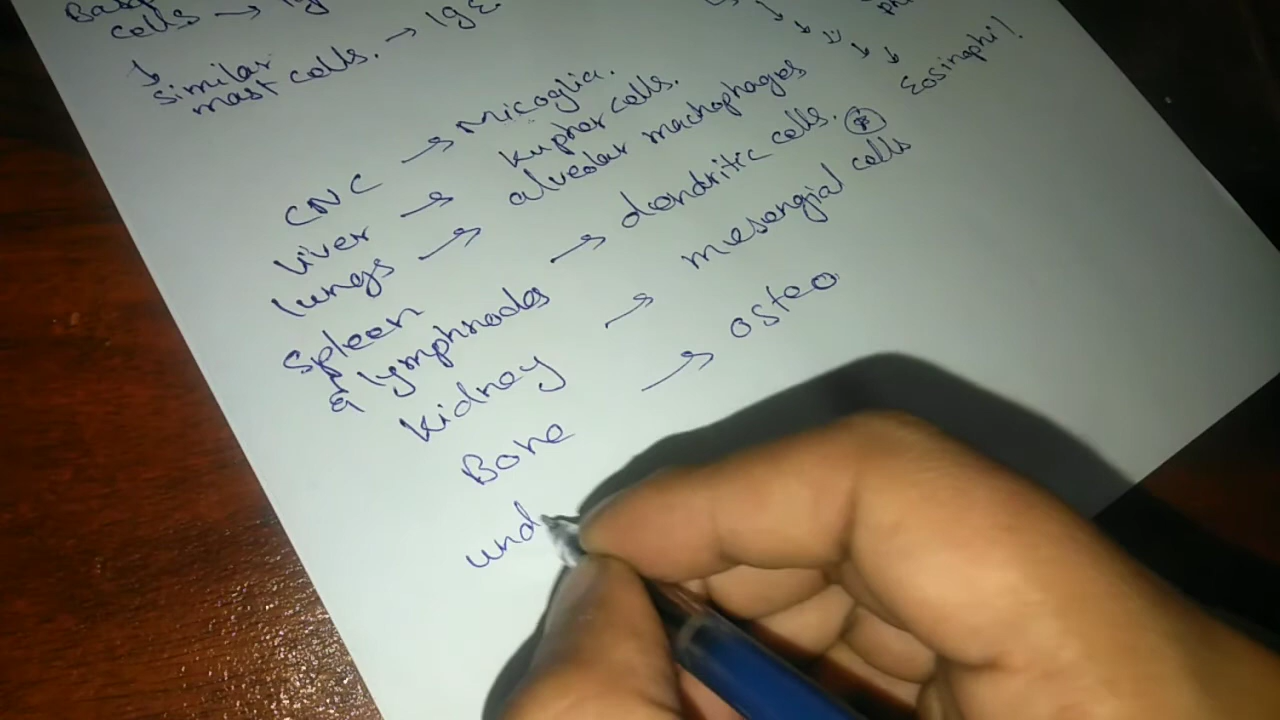 cells →
similar
mast cells. → IgE
CNC → Micoglia.
liver → kupher cells.
lungs → alveolar machophages
Spleen
& lymphnodes → dendritic cells.
Eosinophil
Kidney → mesengial cells
Bone → osteo
und